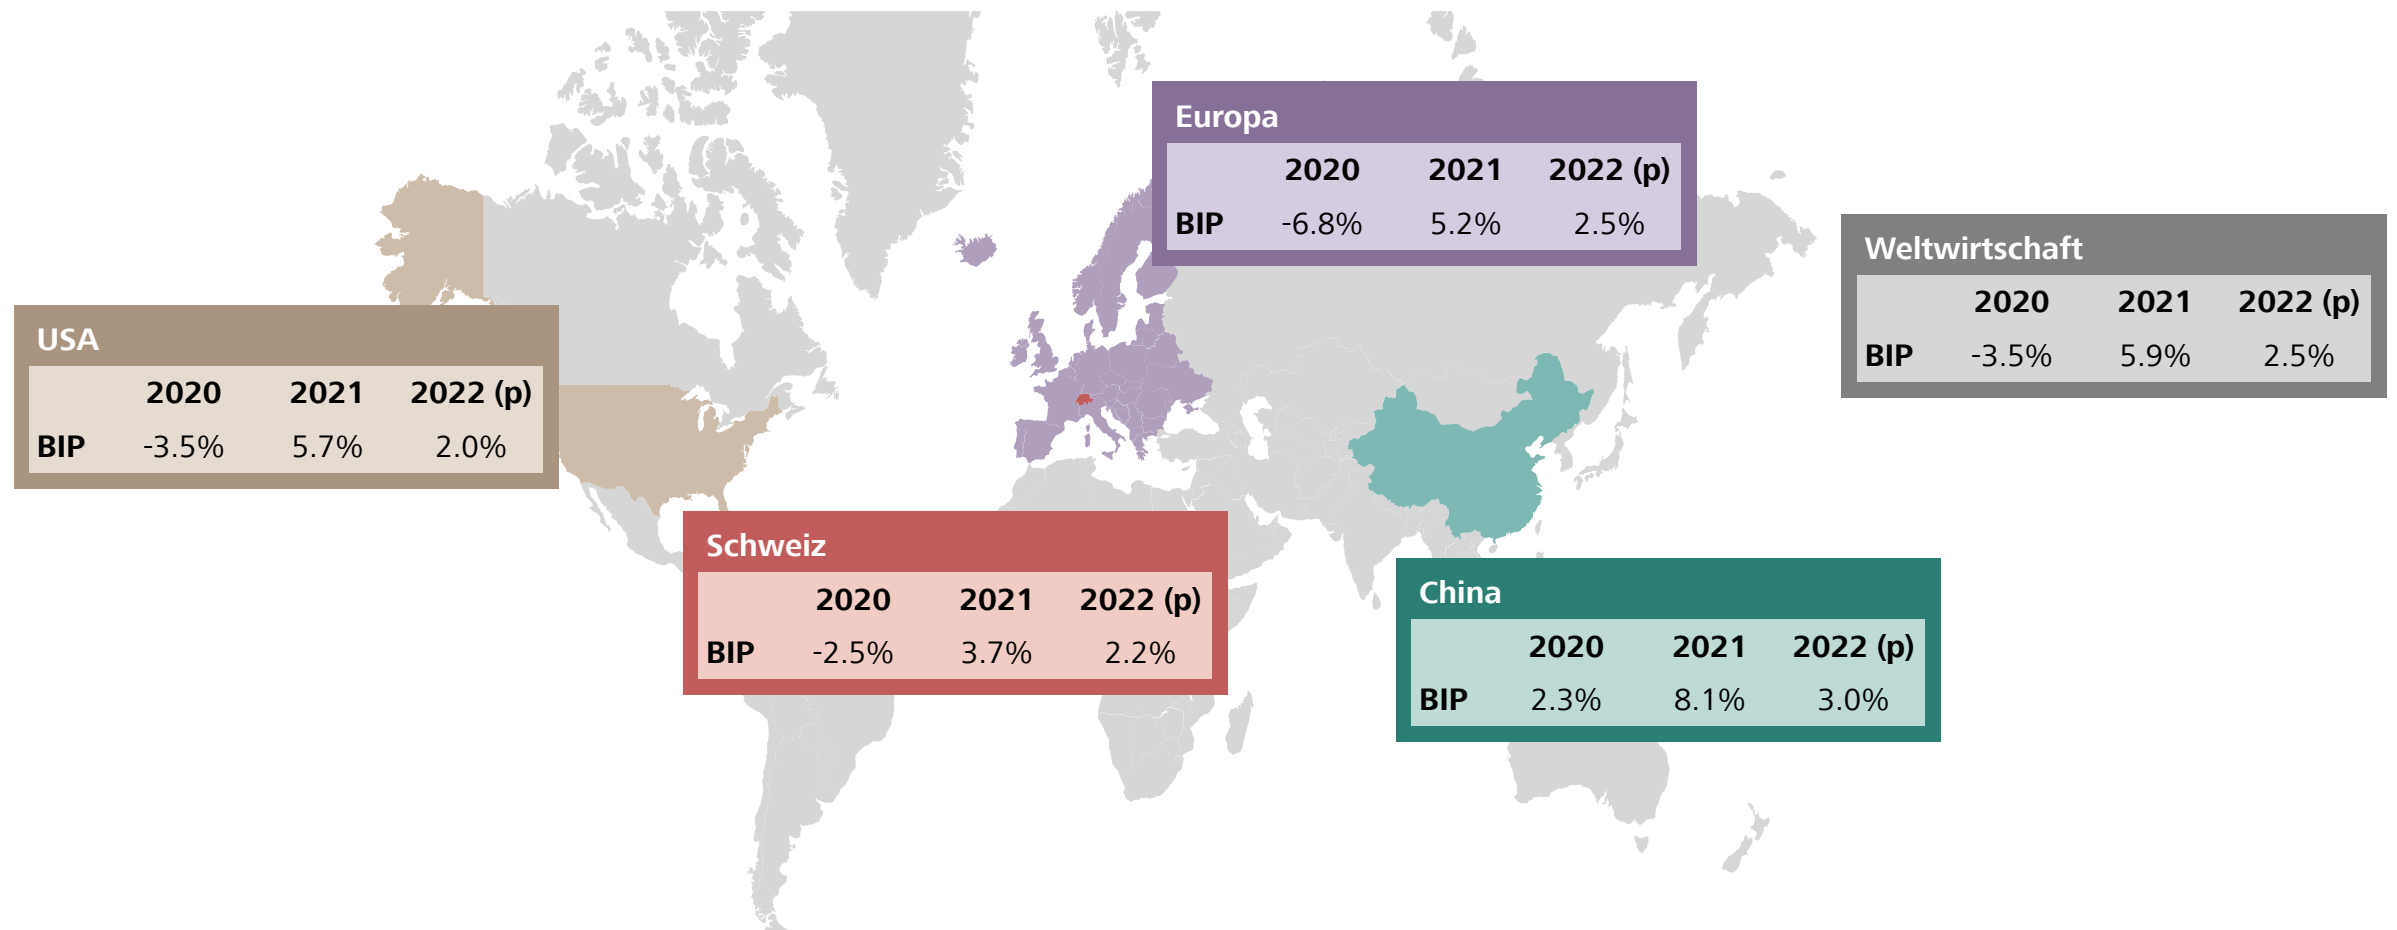 Europa
2020 2021 2022 (p)
BIP -6.8% 5.2% 2.5%
Weltwirtschaft
2020 2021 2022 (p)
BIP -3.5% 5.9% 2.5%
USA
2020 2021 2022 (p)
BIP -3.5% 5.7% 2.0%
Schweiz
2020 2021 2022 (p)
BIP -2.5% 3.7% 2.2%
China
2020 2021 2022 (p)
BIP 2.3% 8.1% 3.0%